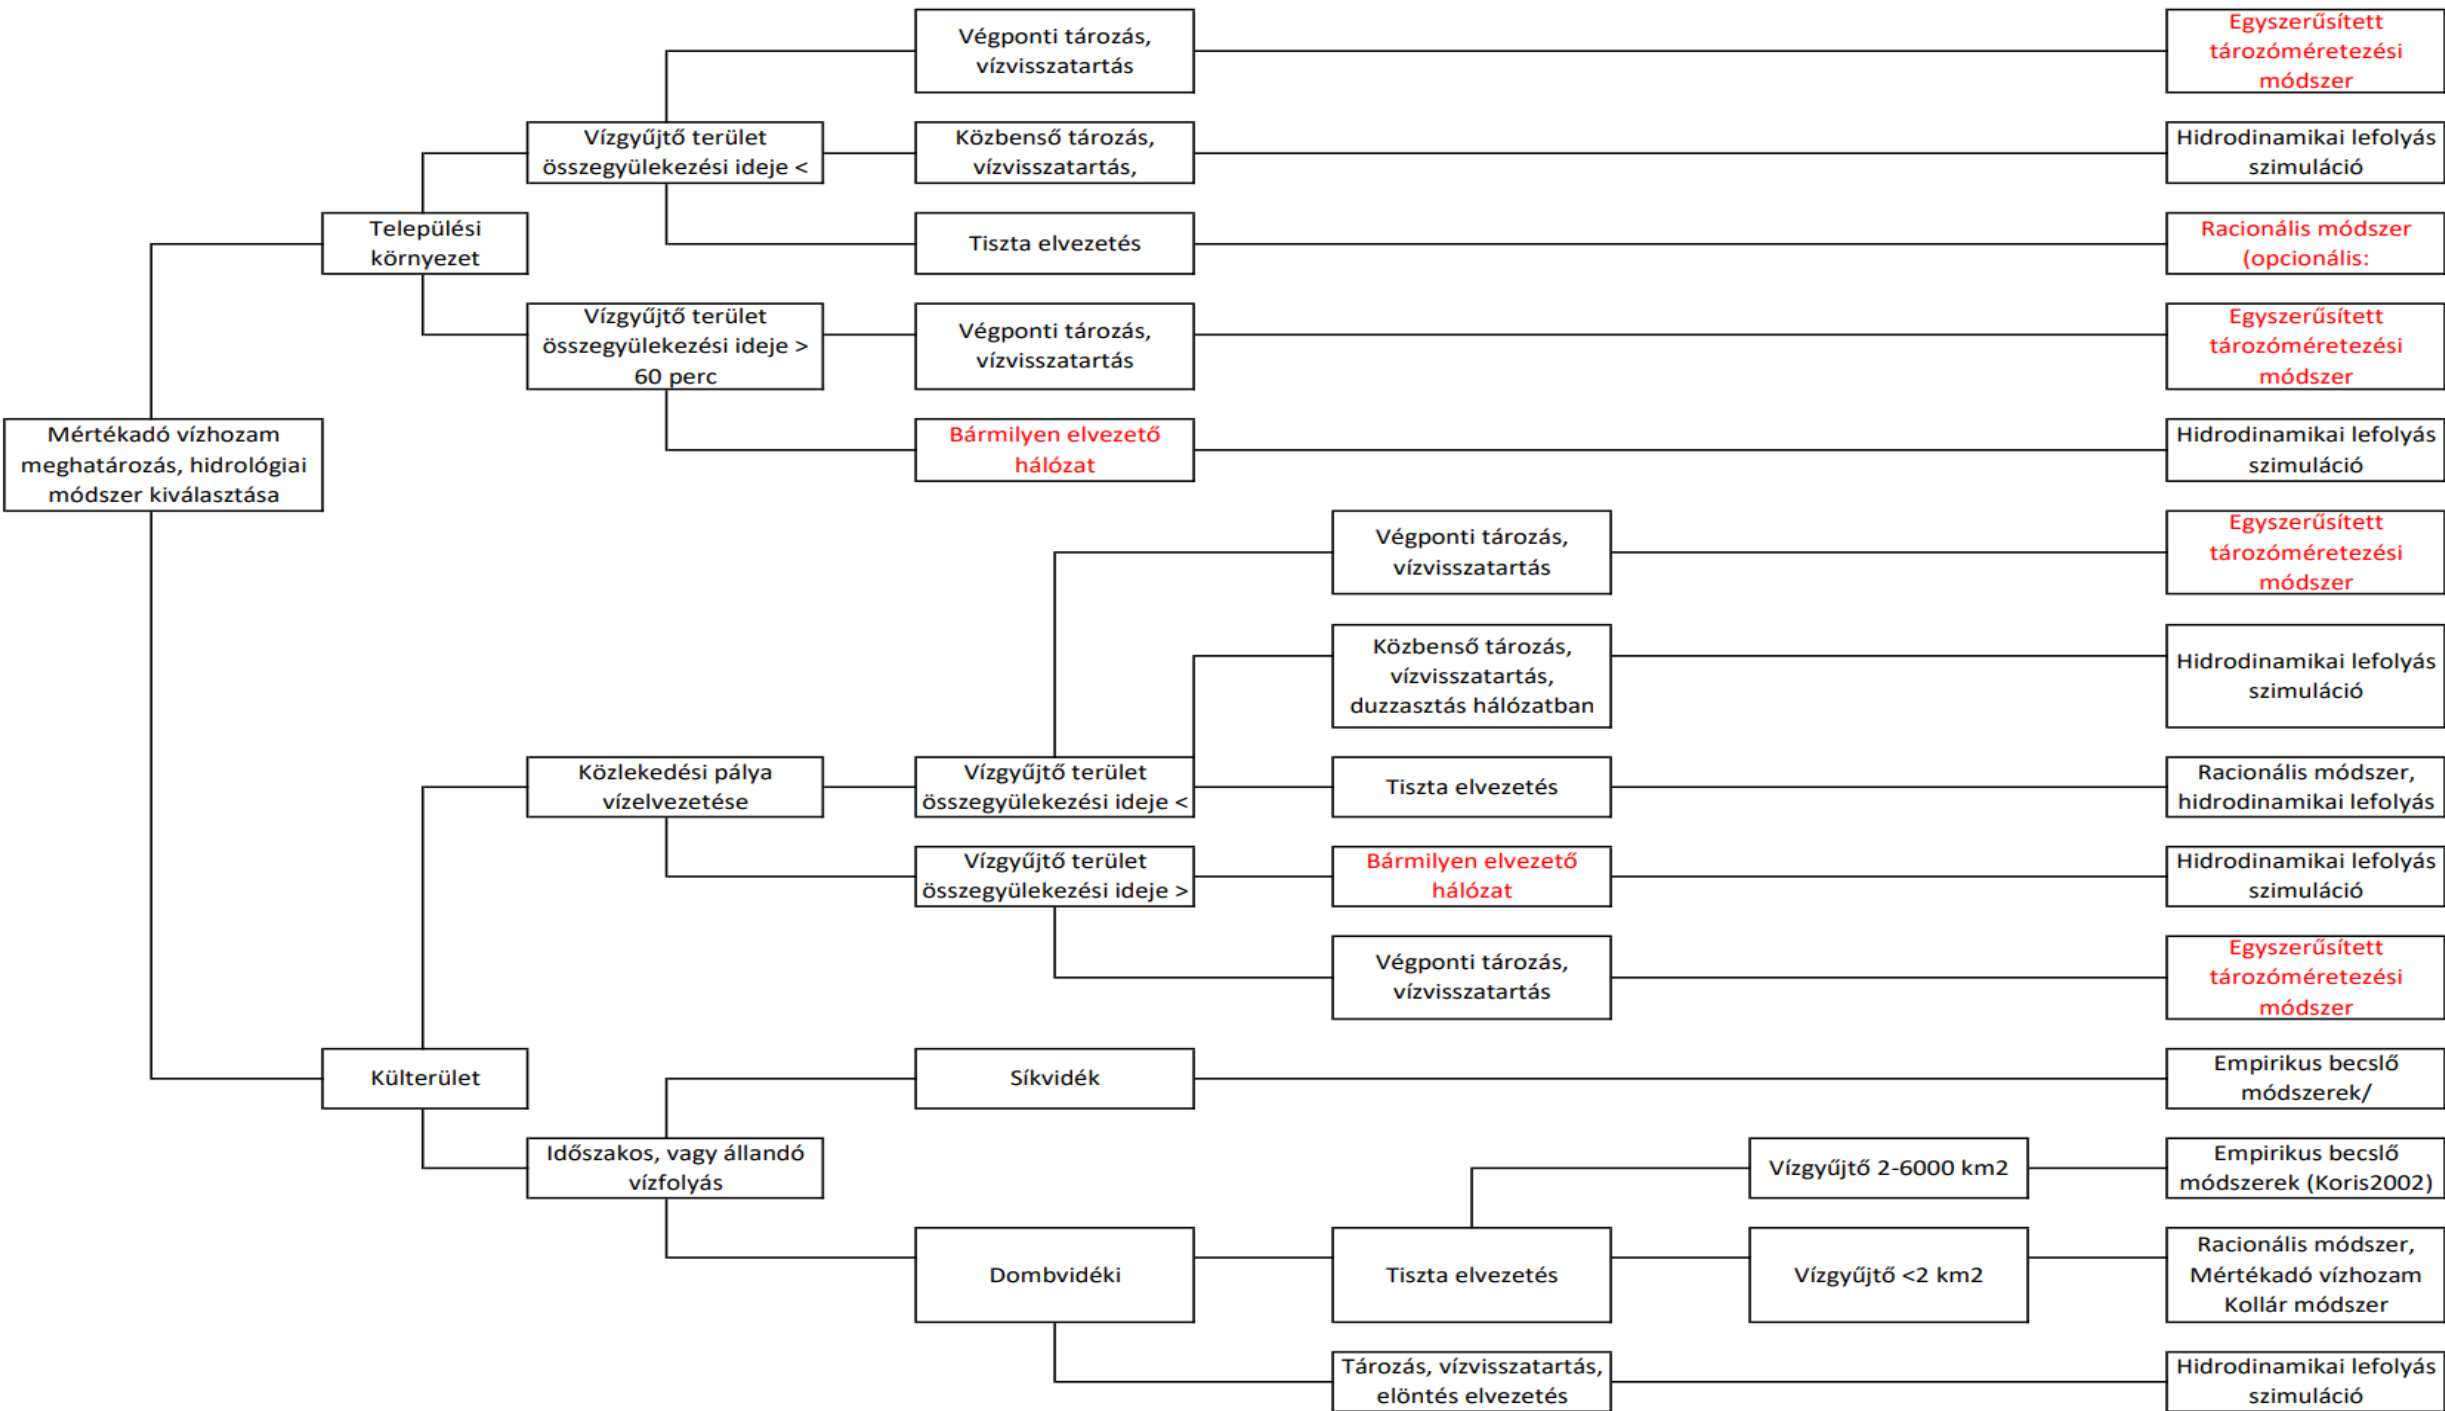 Végponti tározás,
vízvisszatartás
Egyszerűsített
tározóméretezési
módszer
Vízgyűjtő terület
összegyülekezési ideje <
Közbenső tározás,
vízvisszatartás,
Hidrodinamikai lefolyás
szimuláció
Települési
környezet
Tiszta elvezetés
Racionális módszer
(opcionális:
Vízgyűjtő terület
összegyülekezési ideje >
60 perc
Végponti tározás,
vízvisszatartás
Egyszerűsített
tározóméretezési
módszer
Mértékadó vízhozam
meghatározás, hidrológiai
módszer kiválasztása
Bármilyen elvezető
hálózat
Hidrodinamikai lefolyás
szimuláció
Végponti tározás,
vízvisszatartás
Egyszerűsített
tározóméretezési
módszer
Közbenső tározás,
vízvisszatartás,
duzzasztás hálózatban
Hidrodinamikai lefolyás
szimuláció
Közlekedési pálya
vízelvezetése
Vízgyűjtő terület
összegyülekezési ideje <
Tiszta elvezetés
Racionális módszer,
hidrodinamikai lefolyás
Vízgyűjtő terület
összegyülekezési ideje >
Bármilyen elvezető
hálózat
Hidrodinamikai lefolyás
szimuláció
Végponti tározás,
vízvisszatartás
Egyszerűsített
tározóméretezési
módszer
Külterület
Síkvidék
Empirikus becslő
módszerek/
Időszakos, vagy állandó
vízfolyás
Vízgyűjtő 2-6000 km2
Empirikus becslő
módszerek (Koris2002)
Dombvidéki
Tiszta elvezetés
Vízgyűjtő <2 km2
Racionális módszer,
Mértékadó vízhozam
Kollár módszer
Tározás, vízvisszatartás,
elöntés elvezetés
Hidrodinamikai lefolyás
szimuláció